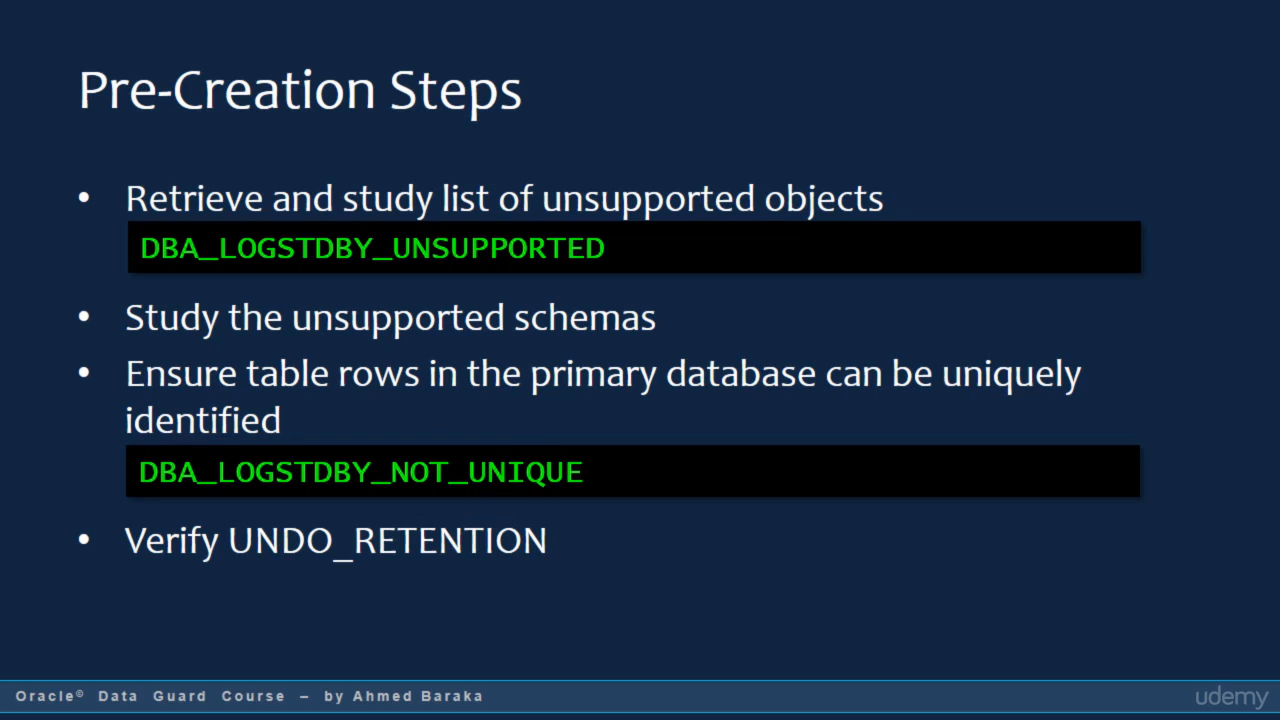 Pre-Creation Steps
• Retrieve and study list of unsupported objects
DBA_LOGSTDBY_UNSUPPORTED
• Study the unsupported schemas
• Ensure table rows in the primary database can be uniquely
identified
DBA_LOGSTDBY_NOT_UNIQUE
• Verify UNDO_RETENTION
Oracle© Data Guard Course – by Ahmed Baraka
udemy